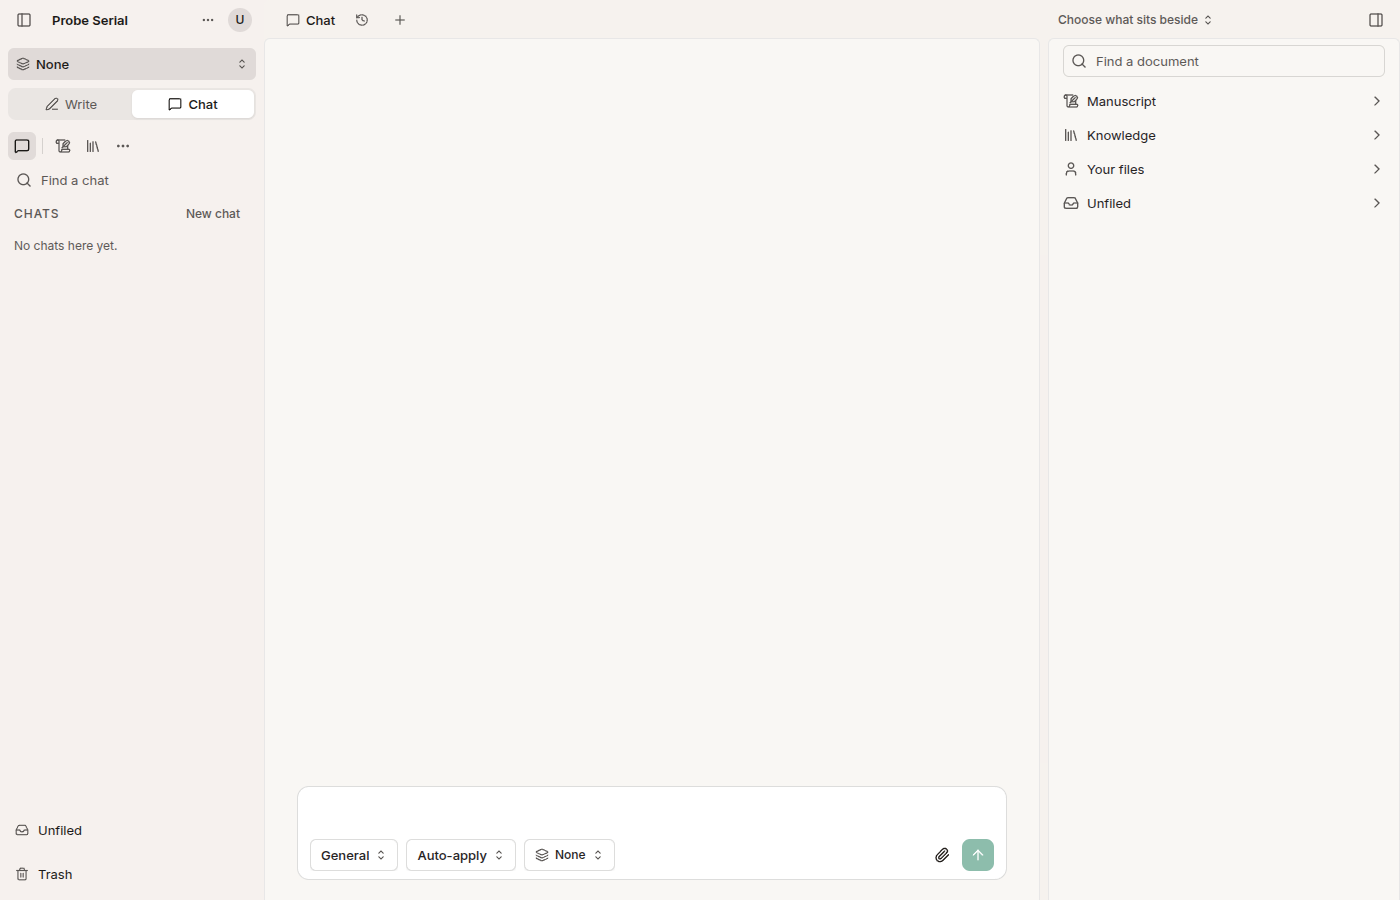 Probe Serial
U
None
Write
Chat
Find a chat
CHATS
New chat
No chats here yet.
Unfiled
Trash
Chat
General
Auto-apply
None
Choose what sits beside
Find a document
Manuscript
Knowledge
Your files
Unfiled